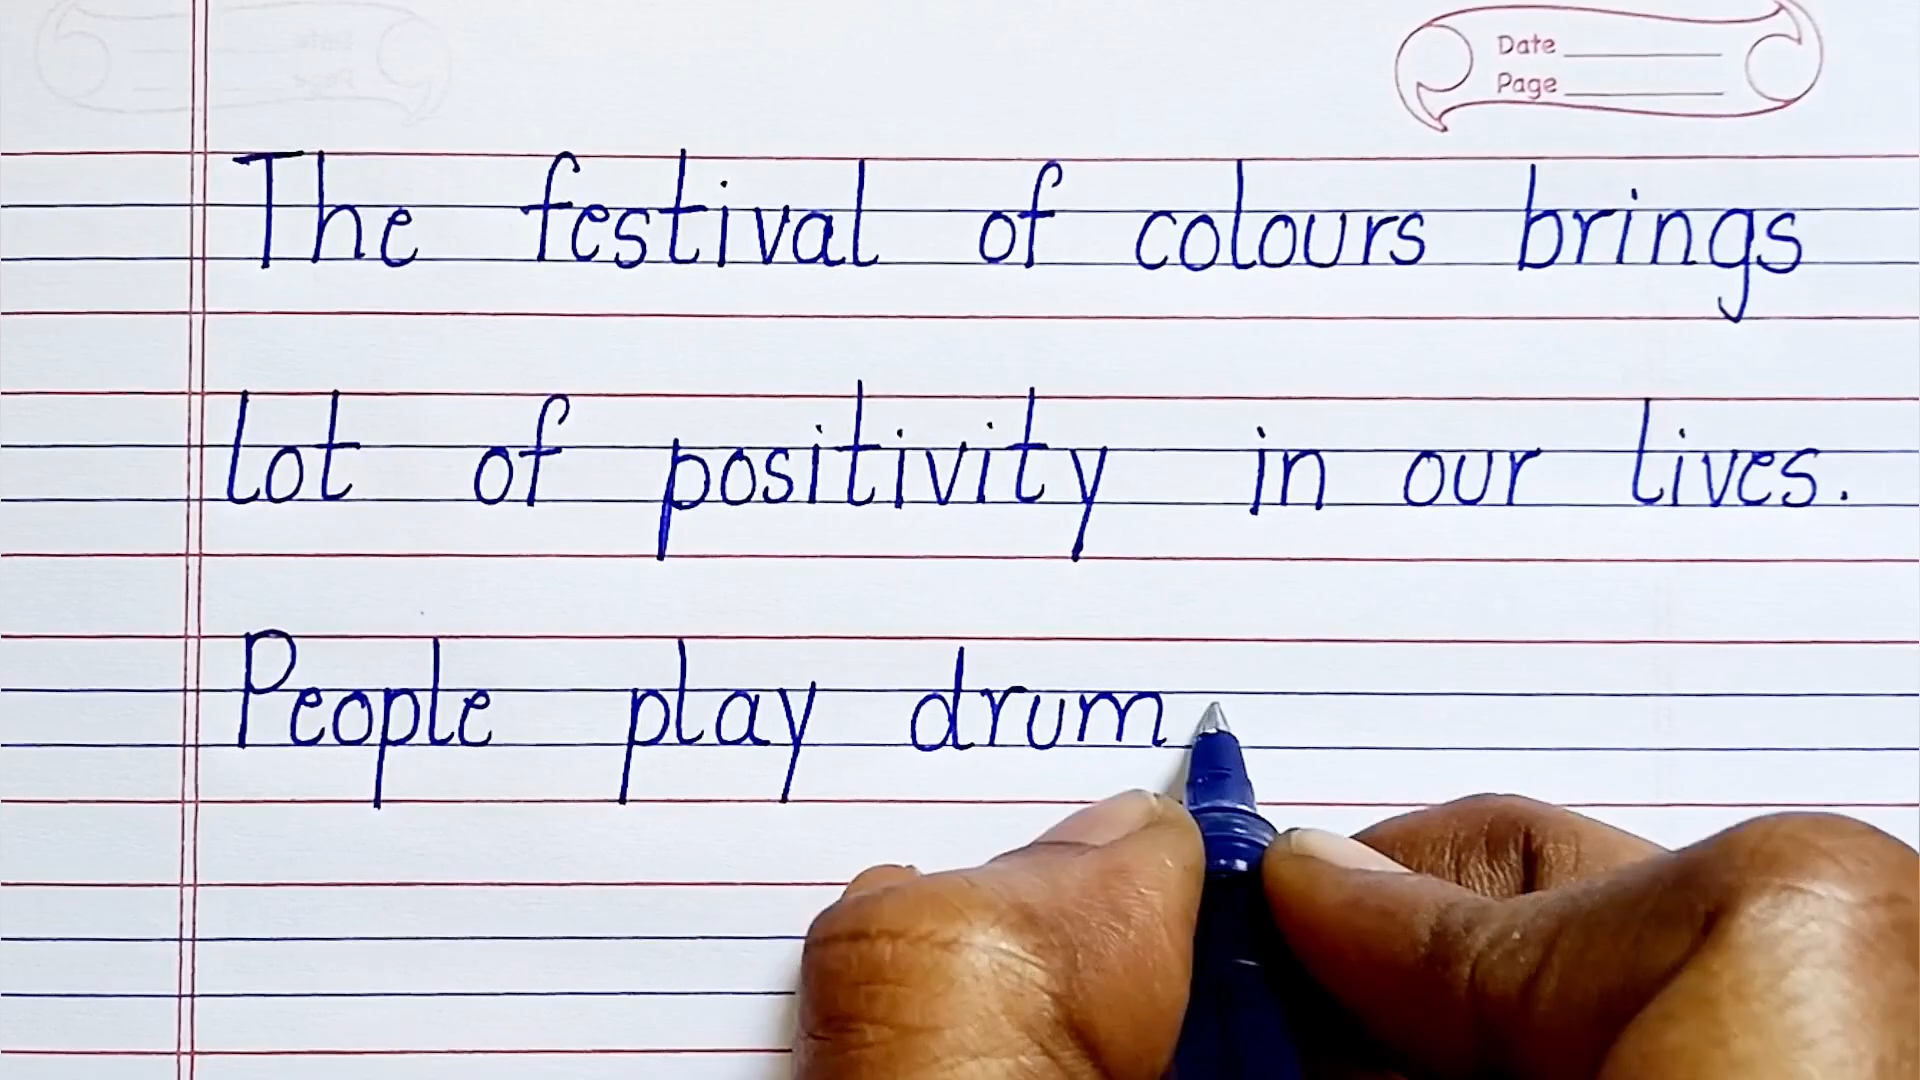 Date
Page
The festival of colours brings
lot of positivity in our lives.
People play drum